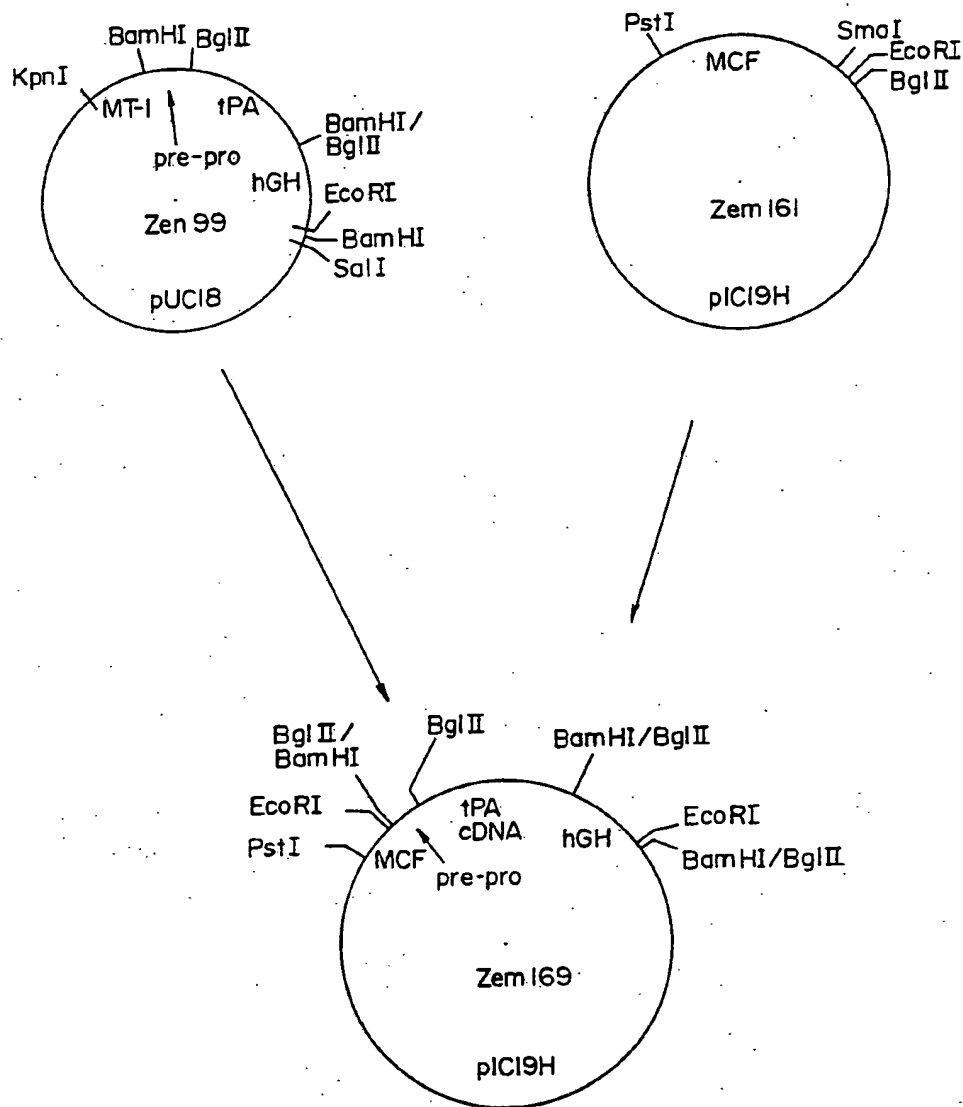 BamHI
BglII
KpnI
MT-1
tPA
pre-pro
BamHI/
BglII
hGH
EcoRI
Zen 99
BamHI
SalI
pUC18
PstI
MCF
SmaI
EcoRI
BglII
Zem 161
pIC19H
BglII/
BamHI
BglII
BamHI/BglII
EcoRI
tPA
cDNA
hGH
EcoRI
PstI
MCF
pre-pro
BamHI/BglII
Zem 169
pIC19H